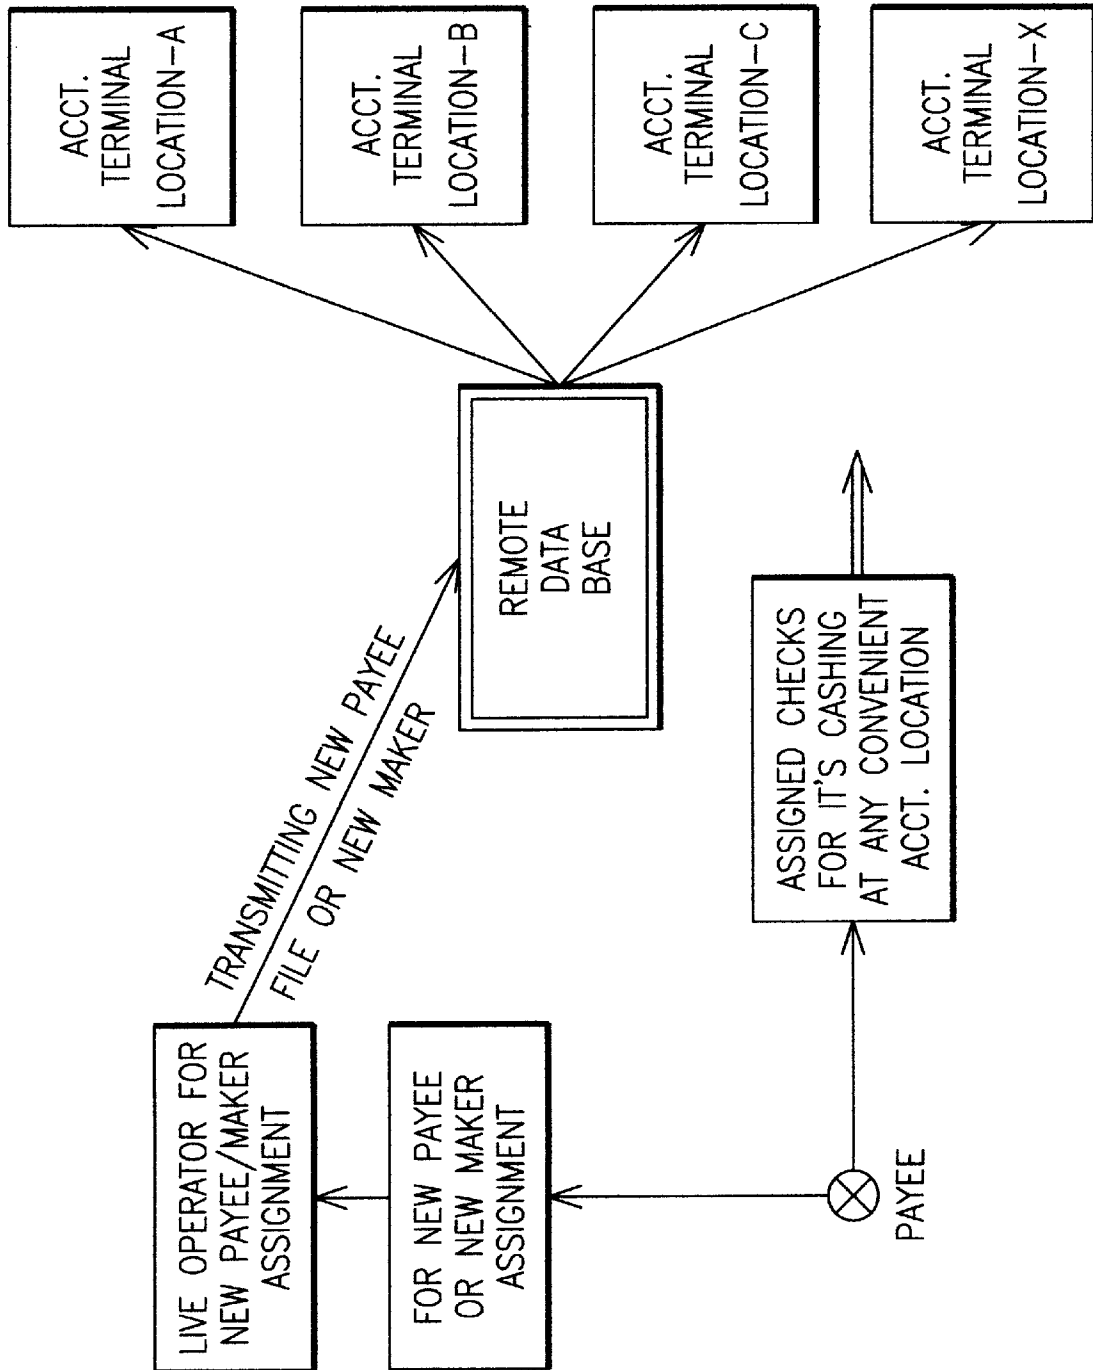 LIVE OPERATOR FOR
NEW PAYEE/MAKER
ASSIGNMENT
TRANSMITTING NEW PAYEE
FILE OR NEW MAKER
FOR NEW PAYEE
OR NEW MAKER
ASSIGNMENT
PAYEE
ASSIGNED CHECKS
FOR IT'S CASHING
AT ANY CONVENIENT
ACCT. LOCATION
REMOTE
DATA
BASE
ACCT.
TERMINAL
LOCATION-A
ACCT.
TERMINAL
LOCATION-B
ACCT.
TERMINAL
LOCATION-C
ACCT.
TERMINAL
LOCATION-X